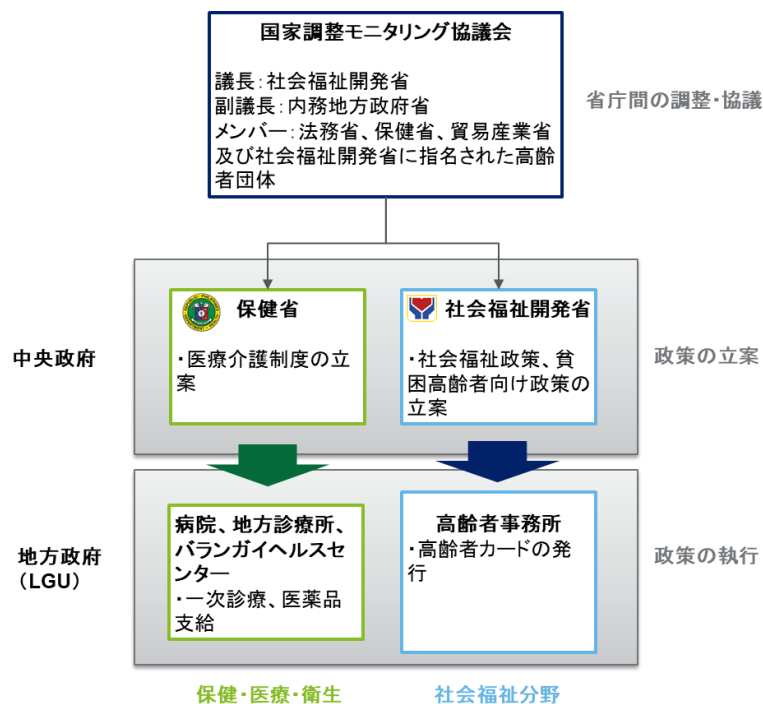 国家調整モニタリング協議会
議長：社会福祉開発省
副議長：内務地方政府省
メンバー：法務省、保健省、貿易産業省
及び社会福祉開発省に指名された高齢
者団体
省庁間の調整・協議
中央政府
保健省
・医療介護制度の立
案
社会福祉開発省
・社会福祉政策、貧
困高齢者向け政策の
立案
政策の立案
地方政府
（LGU）
病院、地方診療所、
バランガイヘルスセ
ンター
・一次診療、医薬品
支給
高齢者事務所
・高齢者カードの発
行
政策の執行
保健・医療・衛生
社会福祉分野